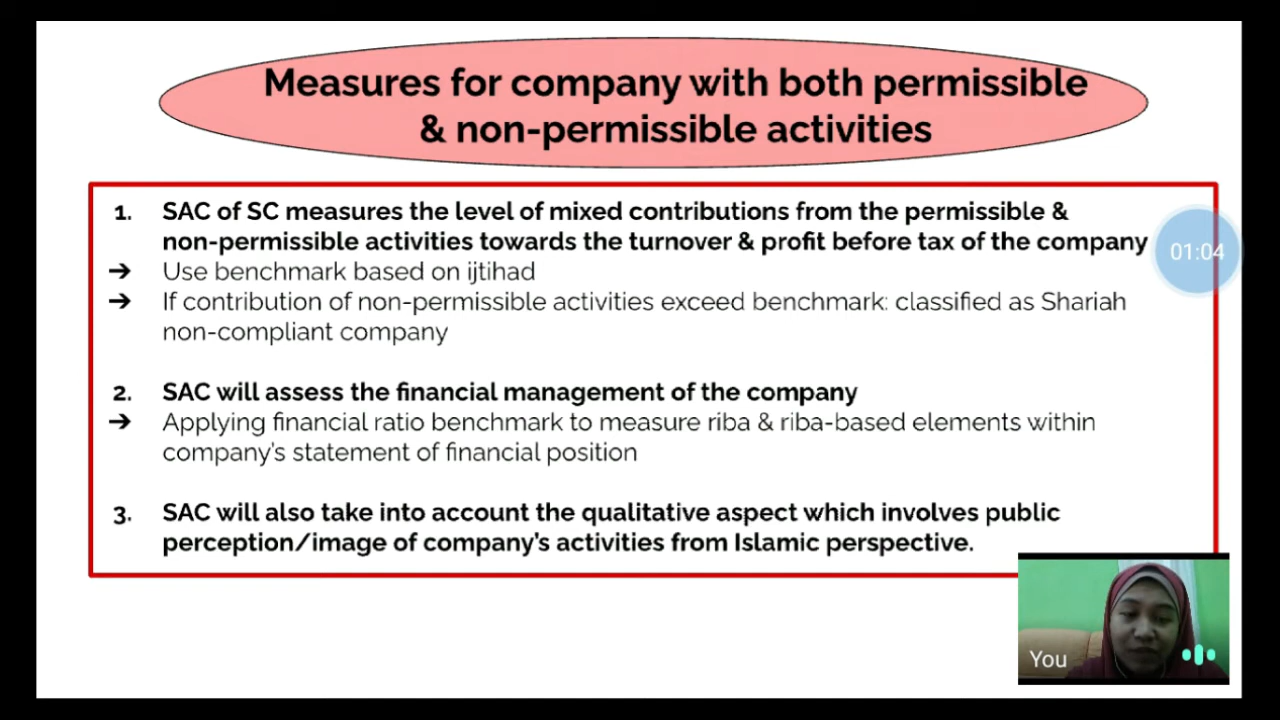 Measures for company with both permissible
& non-permissible activities
1. SAC of SC measures the level of mixed contributions from the permissible &
non-permissible activities towards the turnover & profit before tax of the company
01:04
➔ Use benchmark based on ijtihad
➔ If contribution of non-permissible activities exceed benchmark: classified as Shariah
non-compliant company
2. SAC will assess the financial management of the company
➔ Applying financial ratio benchmark to measure riba & riba-based elements within
company's statement of financial position
3. SAC will also take into account the qualitative aspect which involves public
perception/image of company's activities from Islamic perspective.
You